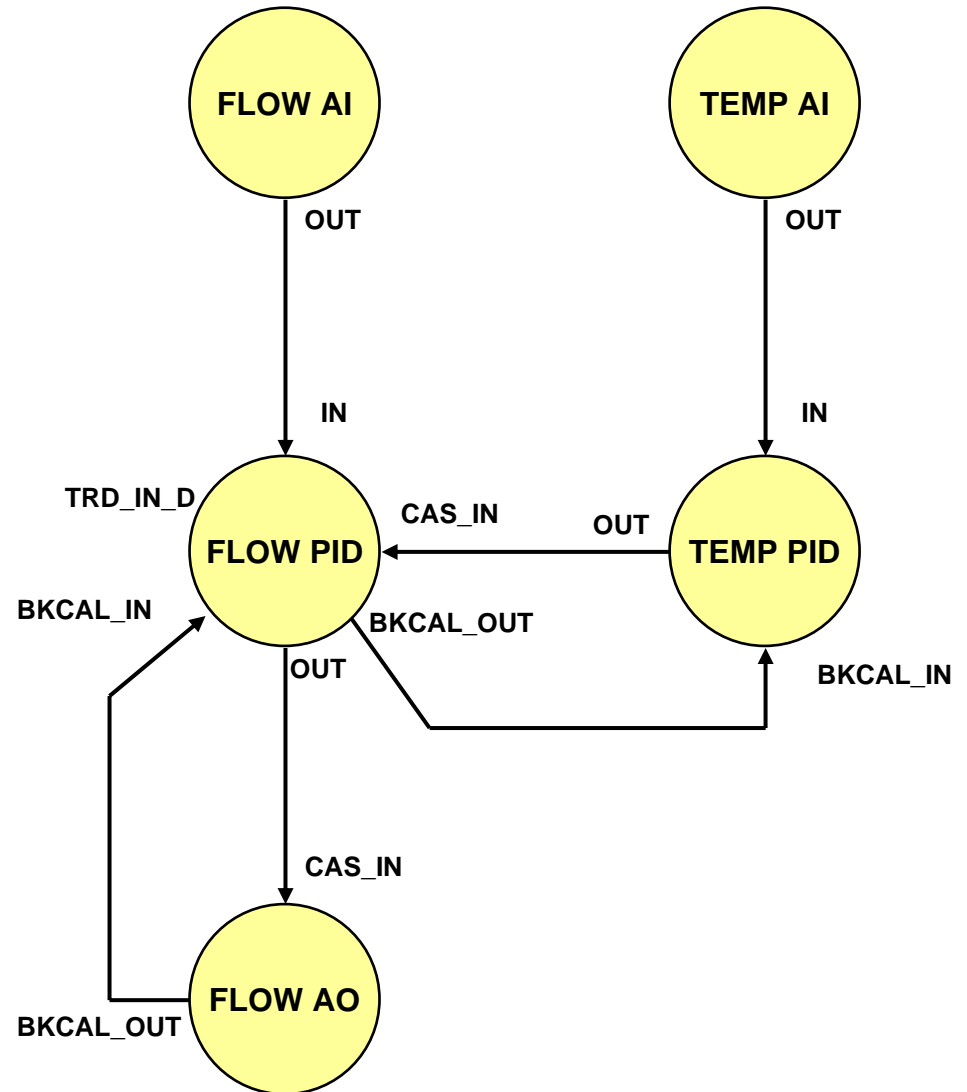 FLOW AI
TEMP AI
OUT
OUT
IN
IN
TRD_IN_D
CAS_IN
OUT
FLOW PID
TEMP PID
BKCAL_IN
BKCAL_OUT
OUT
BKCAL_IN
CAS_IN
FLOW AO
BKCAL_OUT